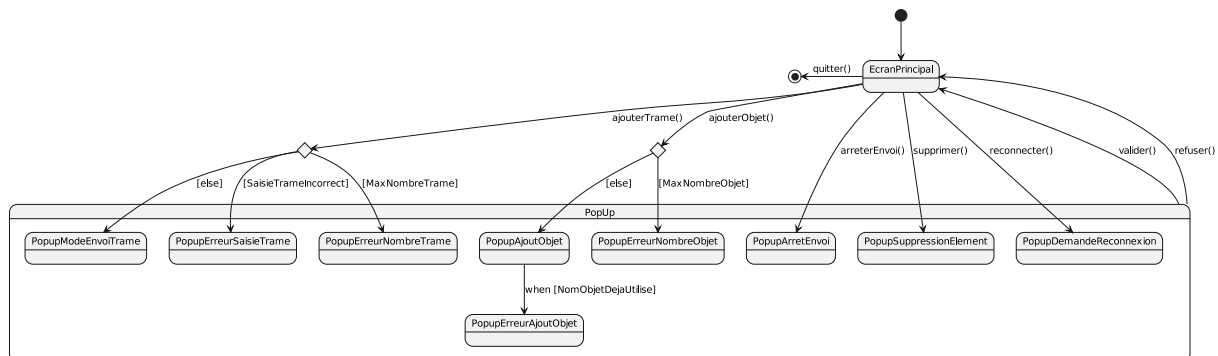 EcranPrincipal
quitter()
ajouterTrame()
ajouterObjet()
arreterEnvoi()
supprimer()
reconnecter()
valider()
refuser()
[else]
[SaisieTrameIncorrect]
[MaxNombreTrame]
[else]
[MaxNombreObjet]
PopUp
PopupModeEnvoiTrame
PopupErreurSaisieTrame
PopupErreurNombreTrame
PopupAjoutObjet
PopupErreurNombreObjet
PopupArretEnvoi
PopupSuppressionElement
PopupDemandeReconnexion
when [NomObjetDejaUtilise]
PopupErreurAjoutObjet